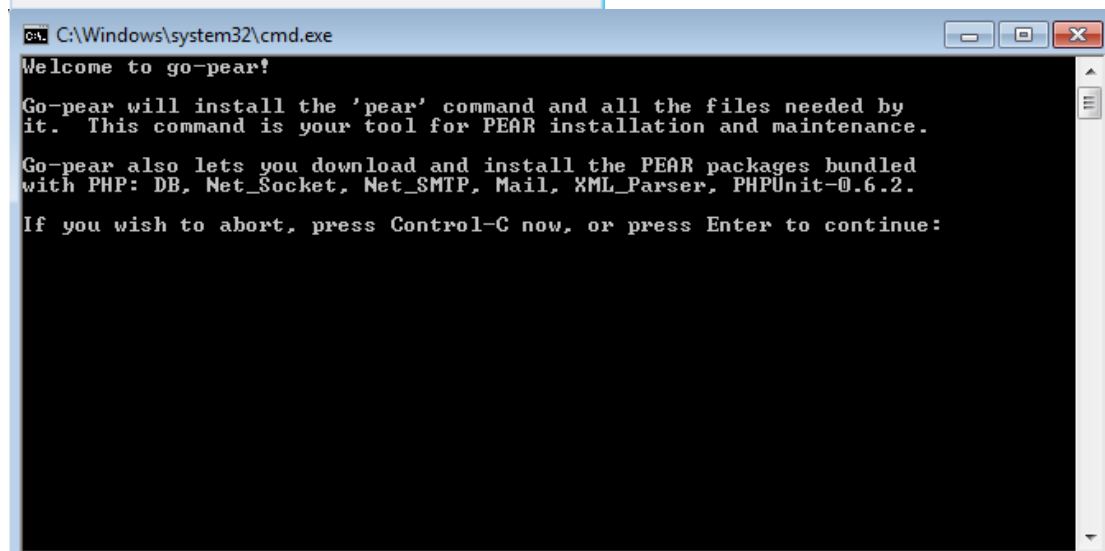 C:\Windows\system32\cmd.exe
Welcome to go-pear!
Go-pear will install the 'pear' command and all the files needed by
it.  This command is your tool for PEAR installation and maintenance.
Go-pear also lets you download and install the PEAR packages bundled
with PHP: DB, Net_Socket, Net_SMTP, Mail, XML_Parser, PHPUnit-0.6.2.
If you wish to abort, press Control-C now, or press Enter to continue: